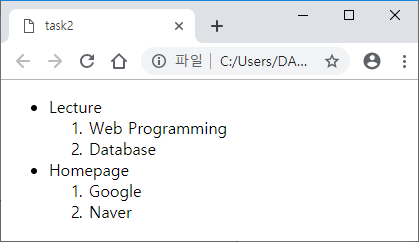 task2
파일 C:/Users/DA...
• Lecture
1. Web Programming
2. Database
• Homepage
1. Google
2. Naver